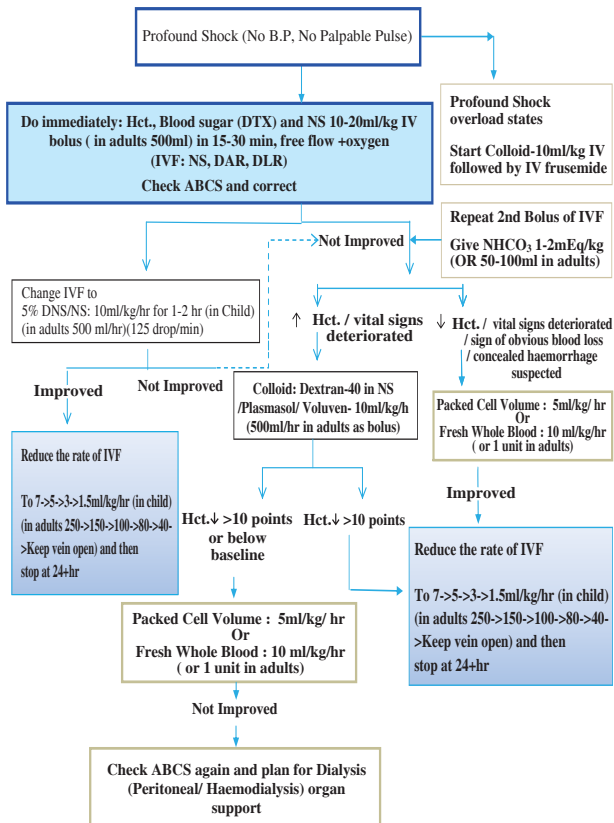 Profound Shock (No B.P, No Palpable Pulse)
Do immediately: Hct., Blood sugar (DTX) and NS 10-20ml/kg IV
bolus ( in adults 500ml) in 15-30 min, free flow +oxygen
(IVF: NS, DAR, DLR)
Check ABCS and correct
Profound Shock
overload states
Start Colloid-10ml/kg IV
followed by IV frusemide
Not Improved
Repeat 2nd Bolus of IVF
Give NHCO₃ 1-2mEq/kg
(OR 50-100ml in adults)
Change IVF to
5% DNS/NS: 10ml/kg/hr for 1-2 hr (in Child)
(in adults 500 ml/hr)(125 drop/min)
↑ Hct. / vital signs
deteriorated
↓ Hct. / vital signs deteriorated
/ sign of obvious blood loss
/ concealed haemorrhage
suspected
Improved
Not Improved
Colloid: Dextran-40 in NS
/Plasmasol/ Voluven- 10ml/kg/h
(500ml/hr in adults as bolus)
Packed Cell Volume : 5ml/kg/ hr
Or
Fresh Whole Blood : 10 ml/kg/hr
( or 1 unit in adults)
Reduce the rate of IVF
To 7->5->3->1.5ml/kg/hr (in child)
(in adults 250->150->100->80->40-
>Keep vein open) and then
stop at 24+hr
Improved
Hct.↓ >10 points
or below
baseline
Hct.↓ >10 points
Reduce the rate of IVF
To 7->5->3->1.5ml/kg/hr (in child)
(in adults 250->150->100->80->40-
>Keep vein open) and then
stop at 24+hr
Packed Cell Volume : 5ml/kg/ hr
Or
Fresh Whole Blood : 10 ml/kg/hr
( or 1 unit in adults)
Not Improved
Check ABCS again and plan for Dialysis
(Peritoneal/ Haemodialysis) organ
support